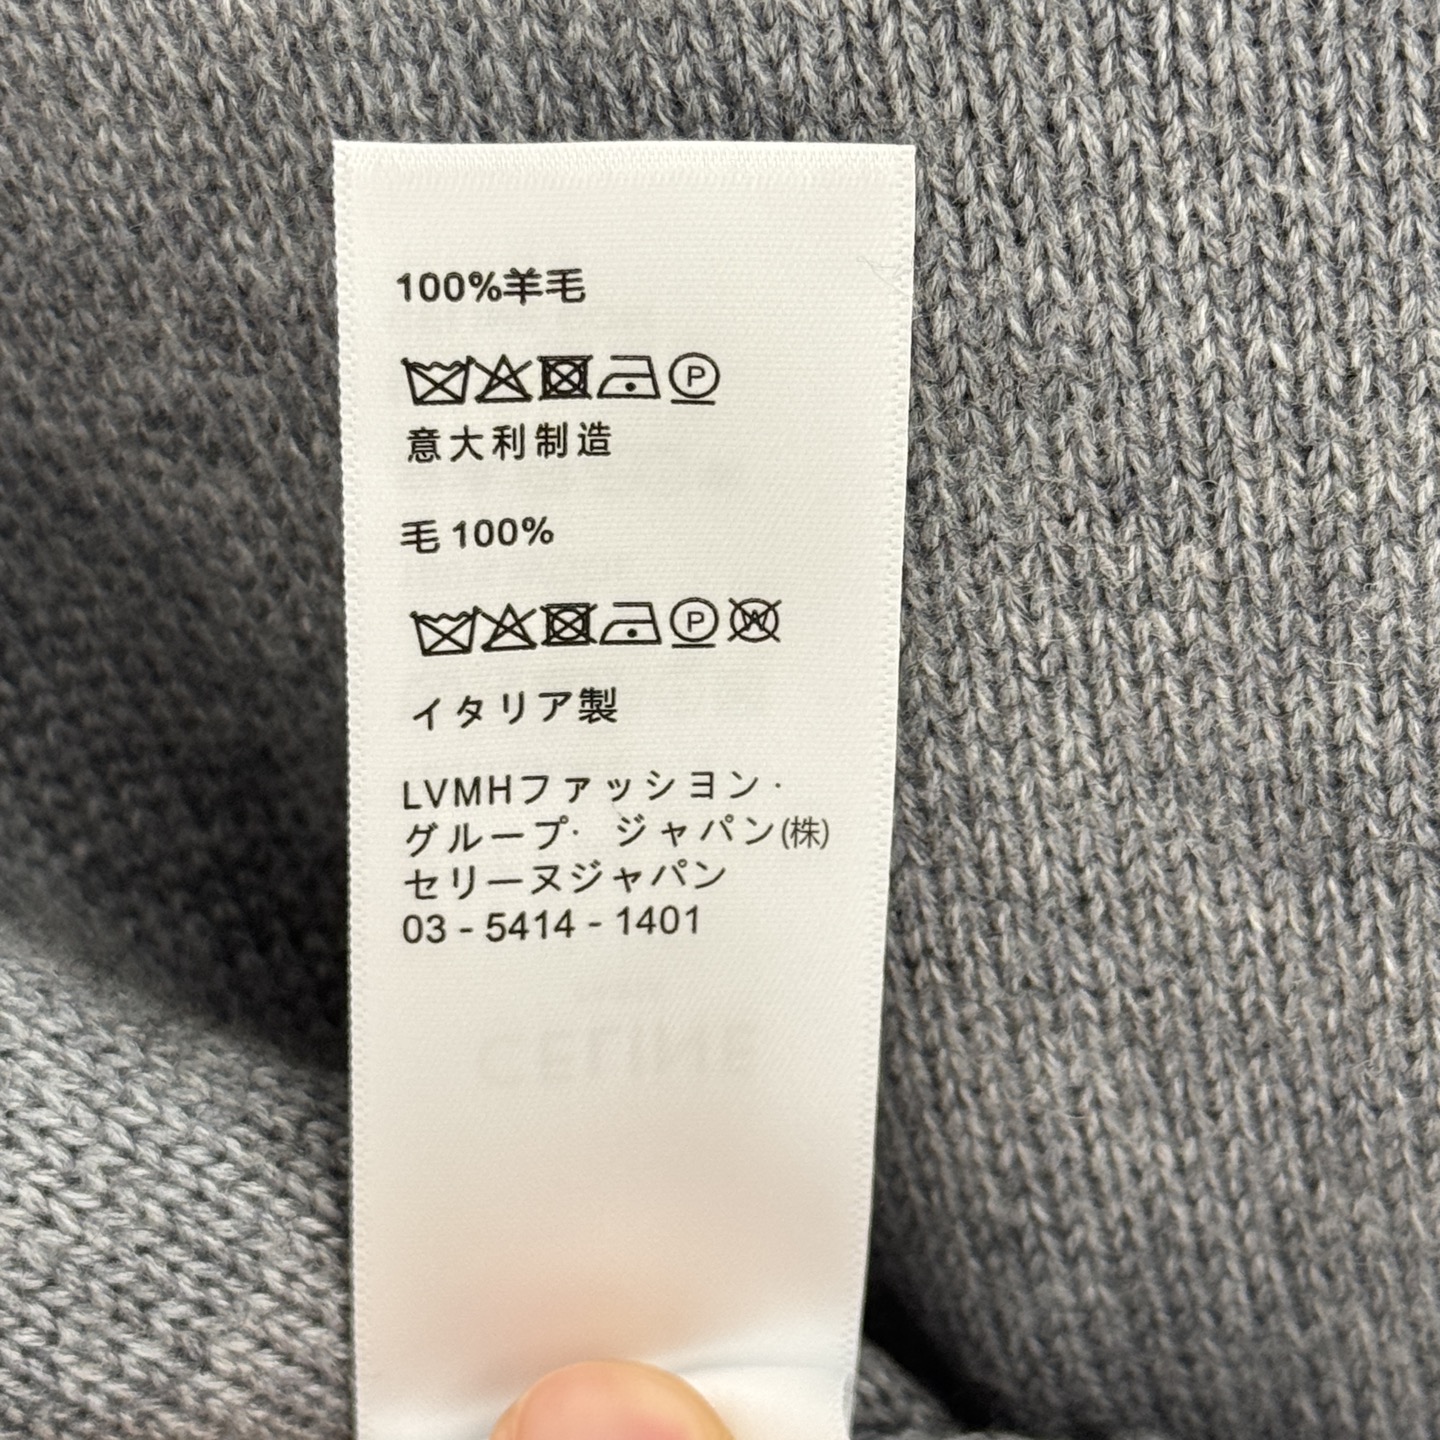 100%羊毛
P
意大利制造
毛 100%
P W
イタリア製
LVMHファッション・
グループ・ジャパン(株)
セリーヌジャパン
03 - 5414 - 1401
CELINE